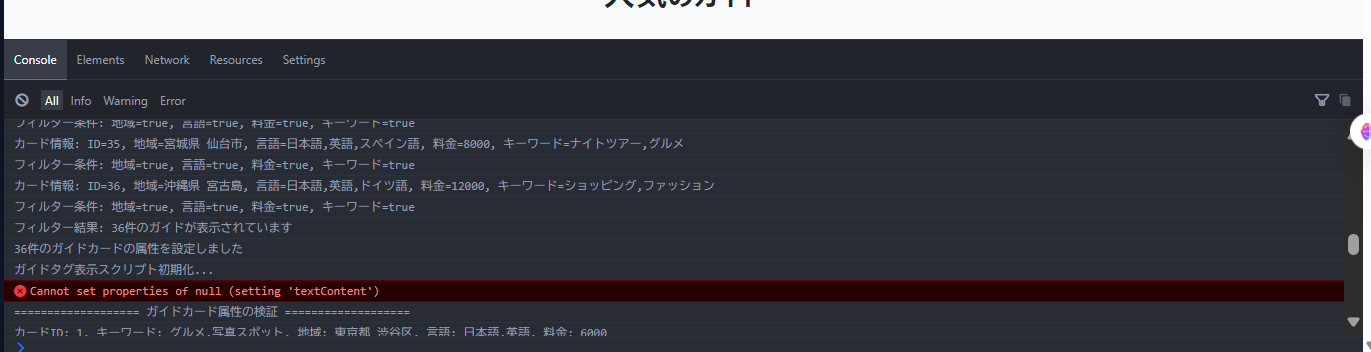 人気のガイド
Console Elements Network Resources Settings
All Info Warning Error
フィルター条件: 地域=true, 言語=true, 料金=true, キーワード=true
カード情報: ID=35, 地域=宮城県 仙台市, 言語=日本語,英語,スペイン語, 料金=8000, キーワード=ナイトツアー,グルメ
フィルター条件: 地域=true, 言語=true, 料金=true, キーワード=true
カード情報: ID=36, 地域=沖縄県 宮古島, 言語=日本語,英語,ドイツ語, 料金=12000, キーワード=ショッピング,ファッション
フィルター条件: 地域=true, 言語=true, 料金=true, キーワード=true
フィルター結果: 36件のガイドが表示されています
36件のガイドカードの属性を設定しました
ガイドタグ表示スクリプト初期化...
Cannot set properties of null (setting 'textContent')
=================== ガイドカード属性の検証 ===================
カードID: 1, キーワード: グルメ,写真スポット, 地域: 東京都 渋谷区, 言語: 日本語,英語, 料金: 6000